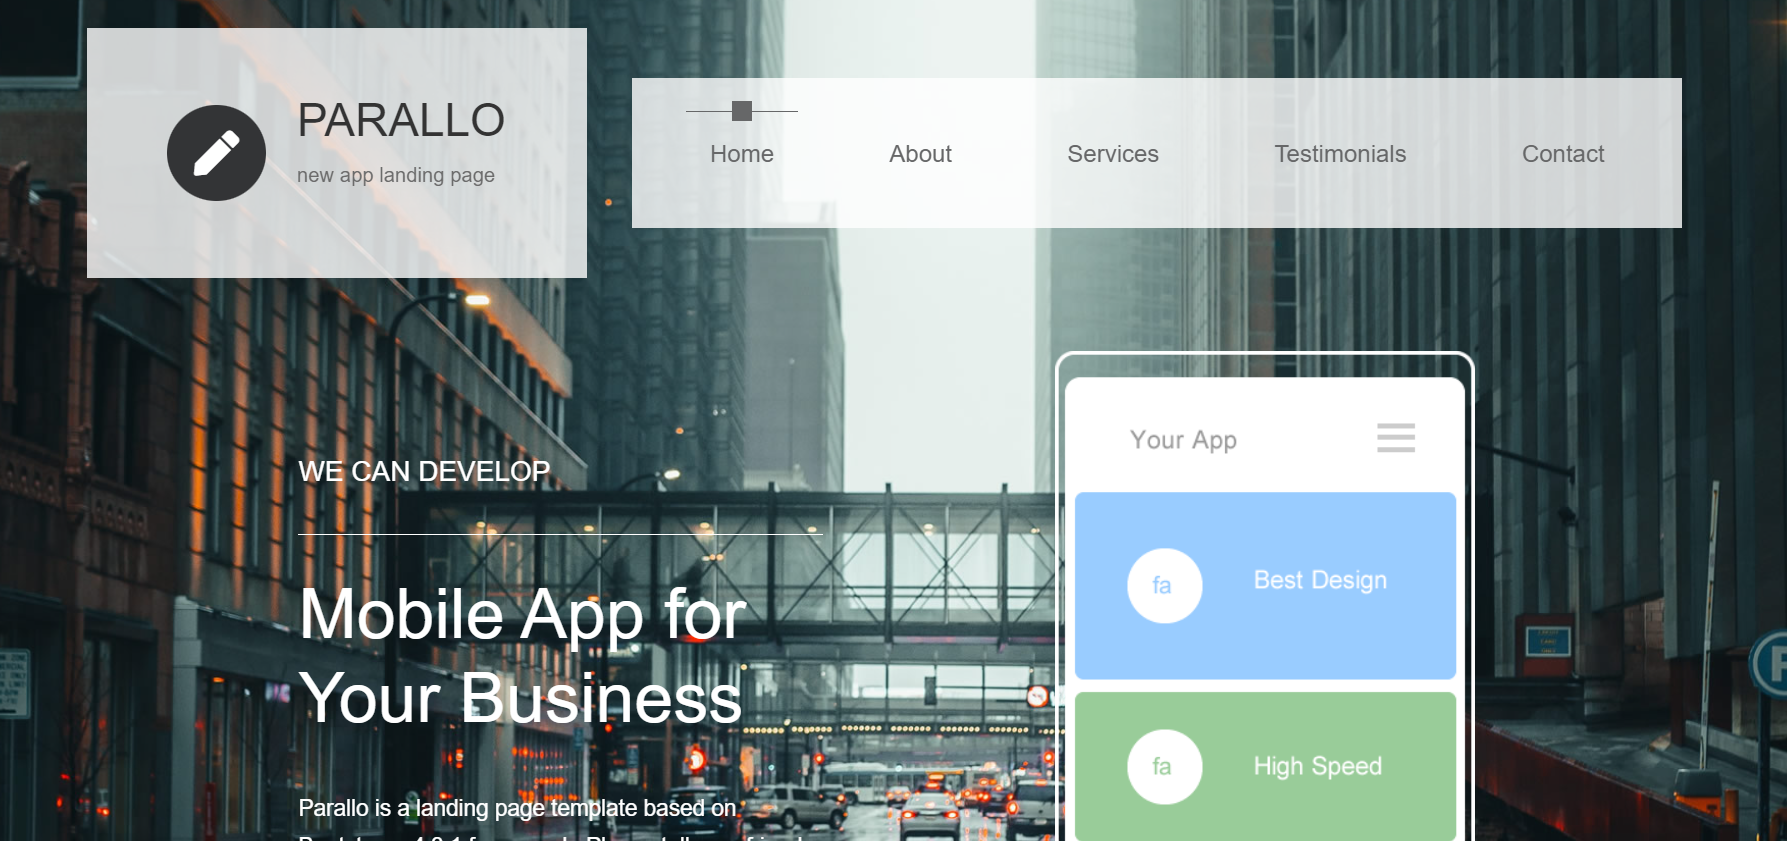 PARALLO
new app landing page
Home
About
Services
Testimonials
Contact
WE CAN DEVELOP
Mobile App for
Your Business
Parallo is a landing page template based on
Your App
fa
Best Design
fa
High Speed